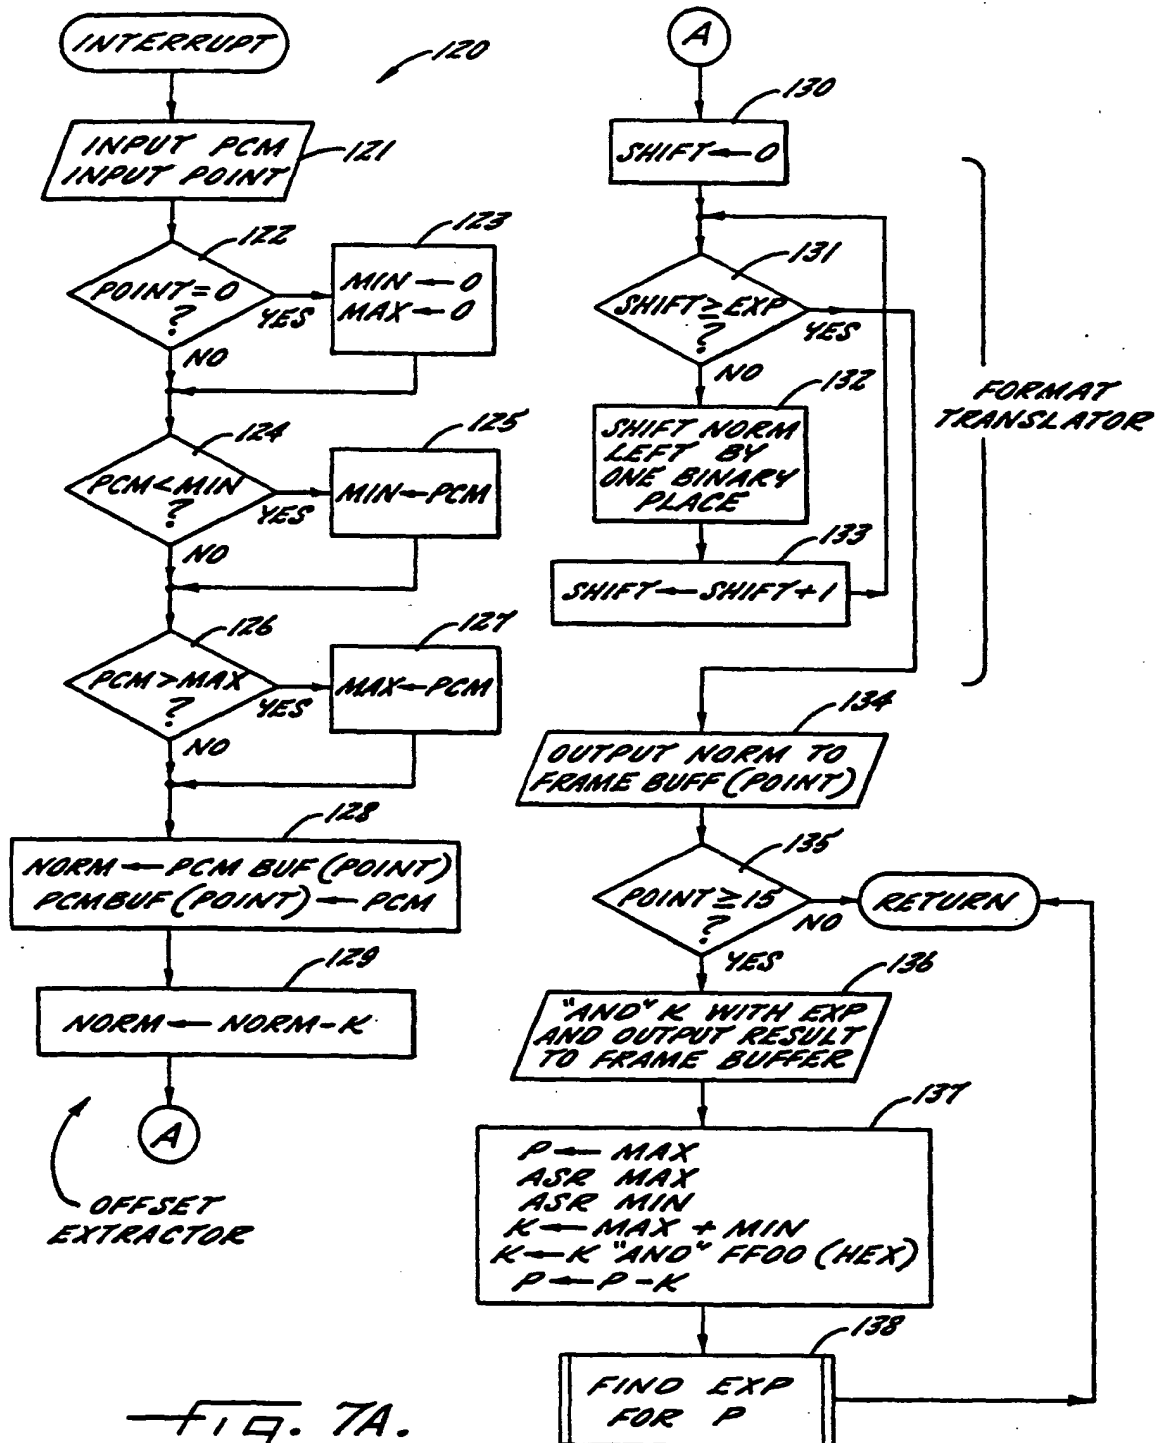 INTERRUPT
120
INPUT PCM
INPUT POINT
121
122
POINT=0
?
YES
NO
123
MIN←0
MAX←0
124
PCM<MIN
?
YES
NO
125
MIN←PCM
126
PCM>MAX
?
YES
NO
127
MAX←PCM
128
NORM←PCM BUF(POINT)
PCMBUF(POINT)←PCM
129
NORM←NORM-K
A
OFFSET
EXTRACTOR
A
130
SHIFT←0
131
SHIFT≥EXP
?
YES
NO
132
SHIFT NORM
LEFT BY
ONE BINARY
PLACE
133
SHIFT←SHIFT+1
FORMAT
TRANSLATOR
134
OUTPUT NORM TO
FRAME BUFF(POINT)
135
POINT≥15
?
NO
YES
RETURN
136
"AND" K WITH EXP
AND OUTPUT RESULT
TO FRAME BUFFER
137
P←MAX
ASR MAX
ASR MIN
K←MAX + MIN
K←K "AND" FF00 (HEX)
P←P-K
138
FIND EXP
FOR P
FIG. 7A.